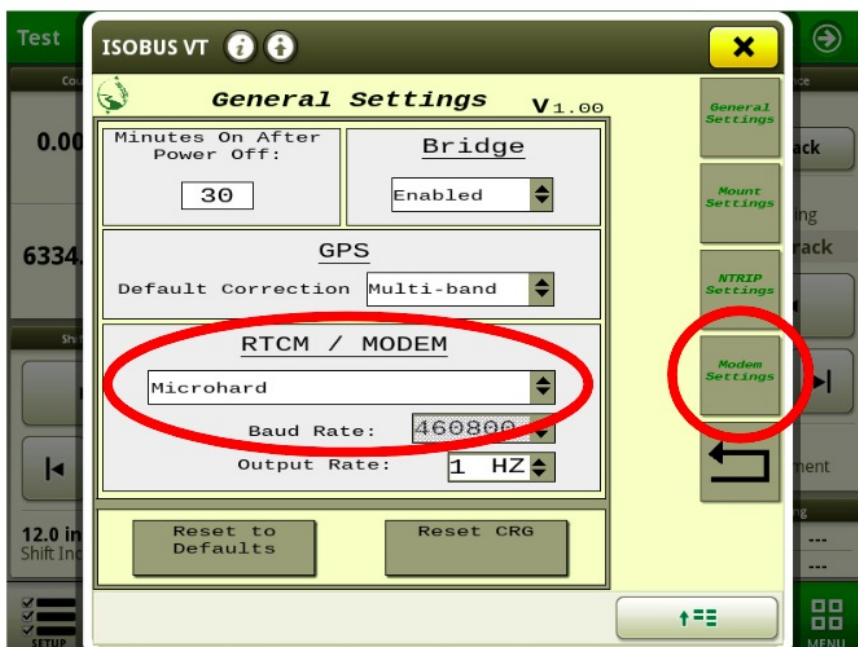 Test
ISOBUS VT
General Settings V1.00
Minutes On After
Power Off:
30
Bridge
Enabled
GPS
Default Correction Multi-band
RTCM / MODEM
Microhard
Baud Rate: 460800
Output Rate: 1 HZ
Reset to
Defaults
Reset CRG
General
Settings
Mount
Settings
NTRIP
Settings
Modem
Settings
0.00
6334.
12.0 in
Shift Inc
SETUP
ack
ing
rack
ment
---
---
MENU